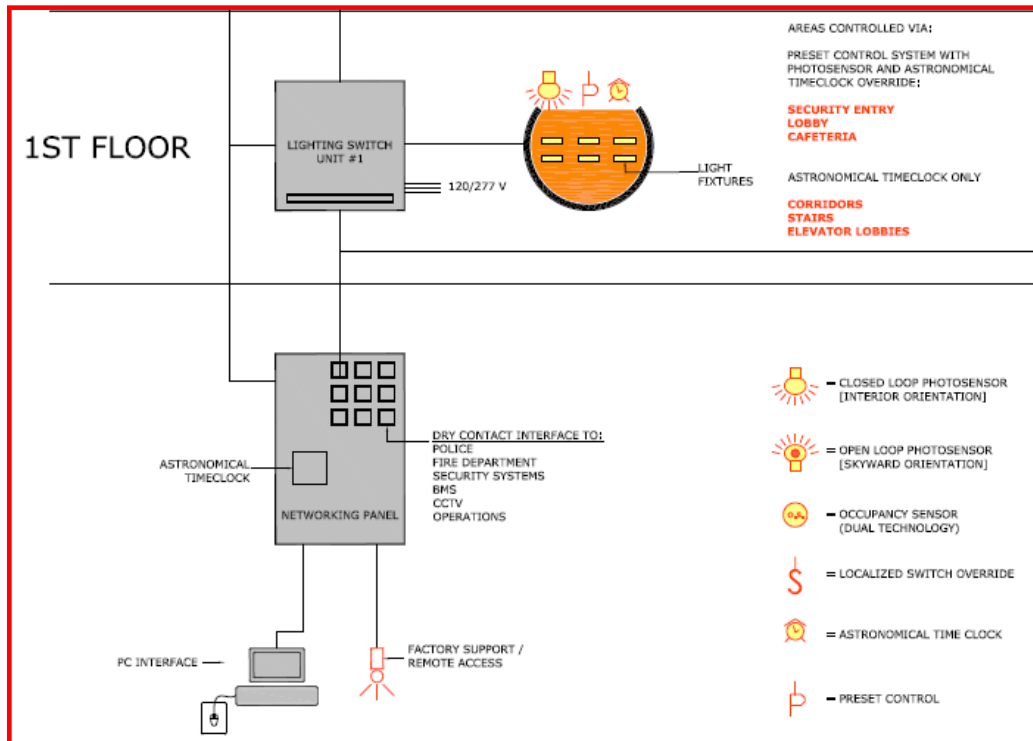 1ST FLOOR
LIGHTING SWITCH
UNIT #1
120/277 V
LIGHT
FIXTURES
AREAS CONTROLLED VIA:
PRESET CONTROL SYSTEM WITH
PHOTOSENSOR AND ASTRONOMICAL
TIMECLOCK OVERRIDE:
SECURITY ENTRY
LOBBY
CAFETERIA
ASTRONOMICAL TIMECLOCK ONLY
CORRIDORS
STAIRS
ELEVATOR LOBBIES
ASTRONOMICAL
TIMECLOCK
NETWORKING PANEL
DRY CONTACT INTERFACE TO:
POLICE
FIRE DEPARTMENT
SECURITY SYSTEMS
BMS
CCTV
OPERATIONS
PC INTERFACE
FACTORY SUPPORT /
REMOTE ACCESS
= CLOSED LOOP PHOTOSENSOR
[INTERIOR ORIENTATION]
= OPEN LOOP PHOTOSENSOR
[SKYWARD ORIENTATION]
O.S.
= OCCUPANCY SENSOR
(DUAL TECHNOLOGY)
S
= LOCALIZED SWITCH OVERRIDE
= ASTRONOMICAL TIME CLOCK
P
= PRESET CONTROL